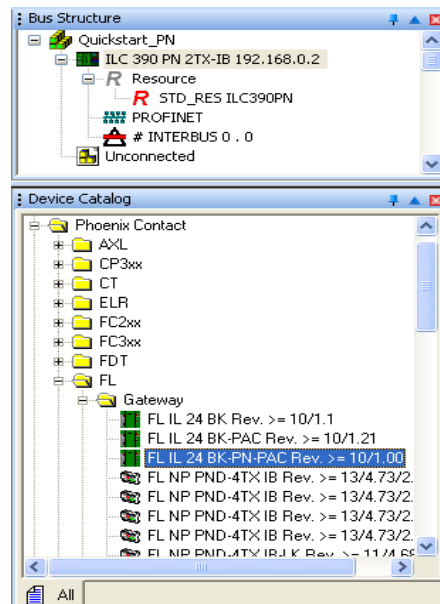 Bus Structure
Quickstart_PN
ILC 390 PN 2TX-IB 192.168.0.2
R Resource
R STD_RES ILC390PN
PROFINET
# INTERBUS 0 . 0
Unconnected
Device Catalog
Phoenix Contact
AXL
CP3xx
CT
ELR
FC2xx
FC3xx
FDT
FL
Gateway
FL IL 24 BK Rev. >= 10/1.1
FL IL 24 BK-PAC Rev. >= 10/1.21
FL IL 24 BK-PN-PAC Rev. >= 10/1.00
FL NP PND-4TX IB Rev. >= 13/4.73/2.
FL NP PND-4TX IB Rev. >= 13/4.73/2.
FL NP PND-4TX IB Rev. >= 13/4.73/2.
FL NP PND-4TX IB-LK Rev. >= 11/4.68
All